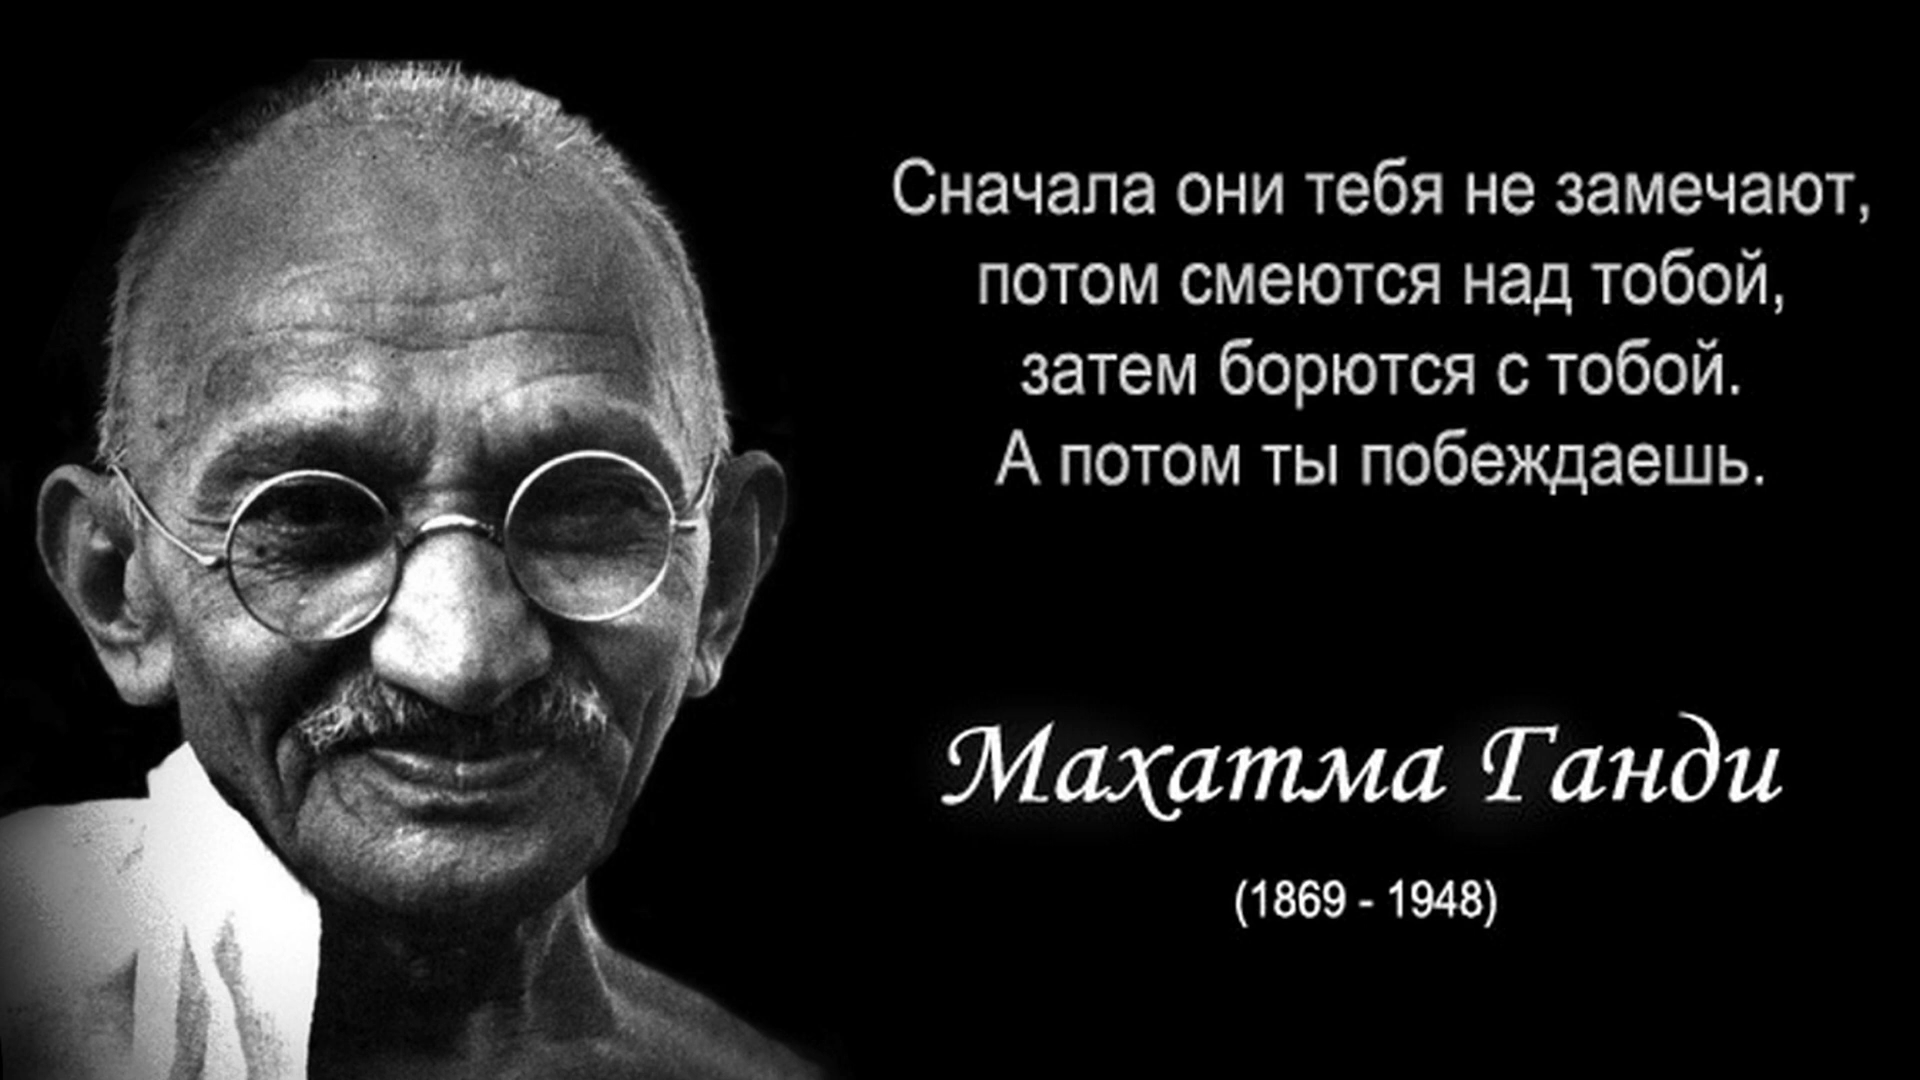 Сначала они тебя не замечают,
потом смеются над тобой,
затем борются с тобой.
А потом ты побеждаешь.
Махатма Ганди
(1869 - 1948)